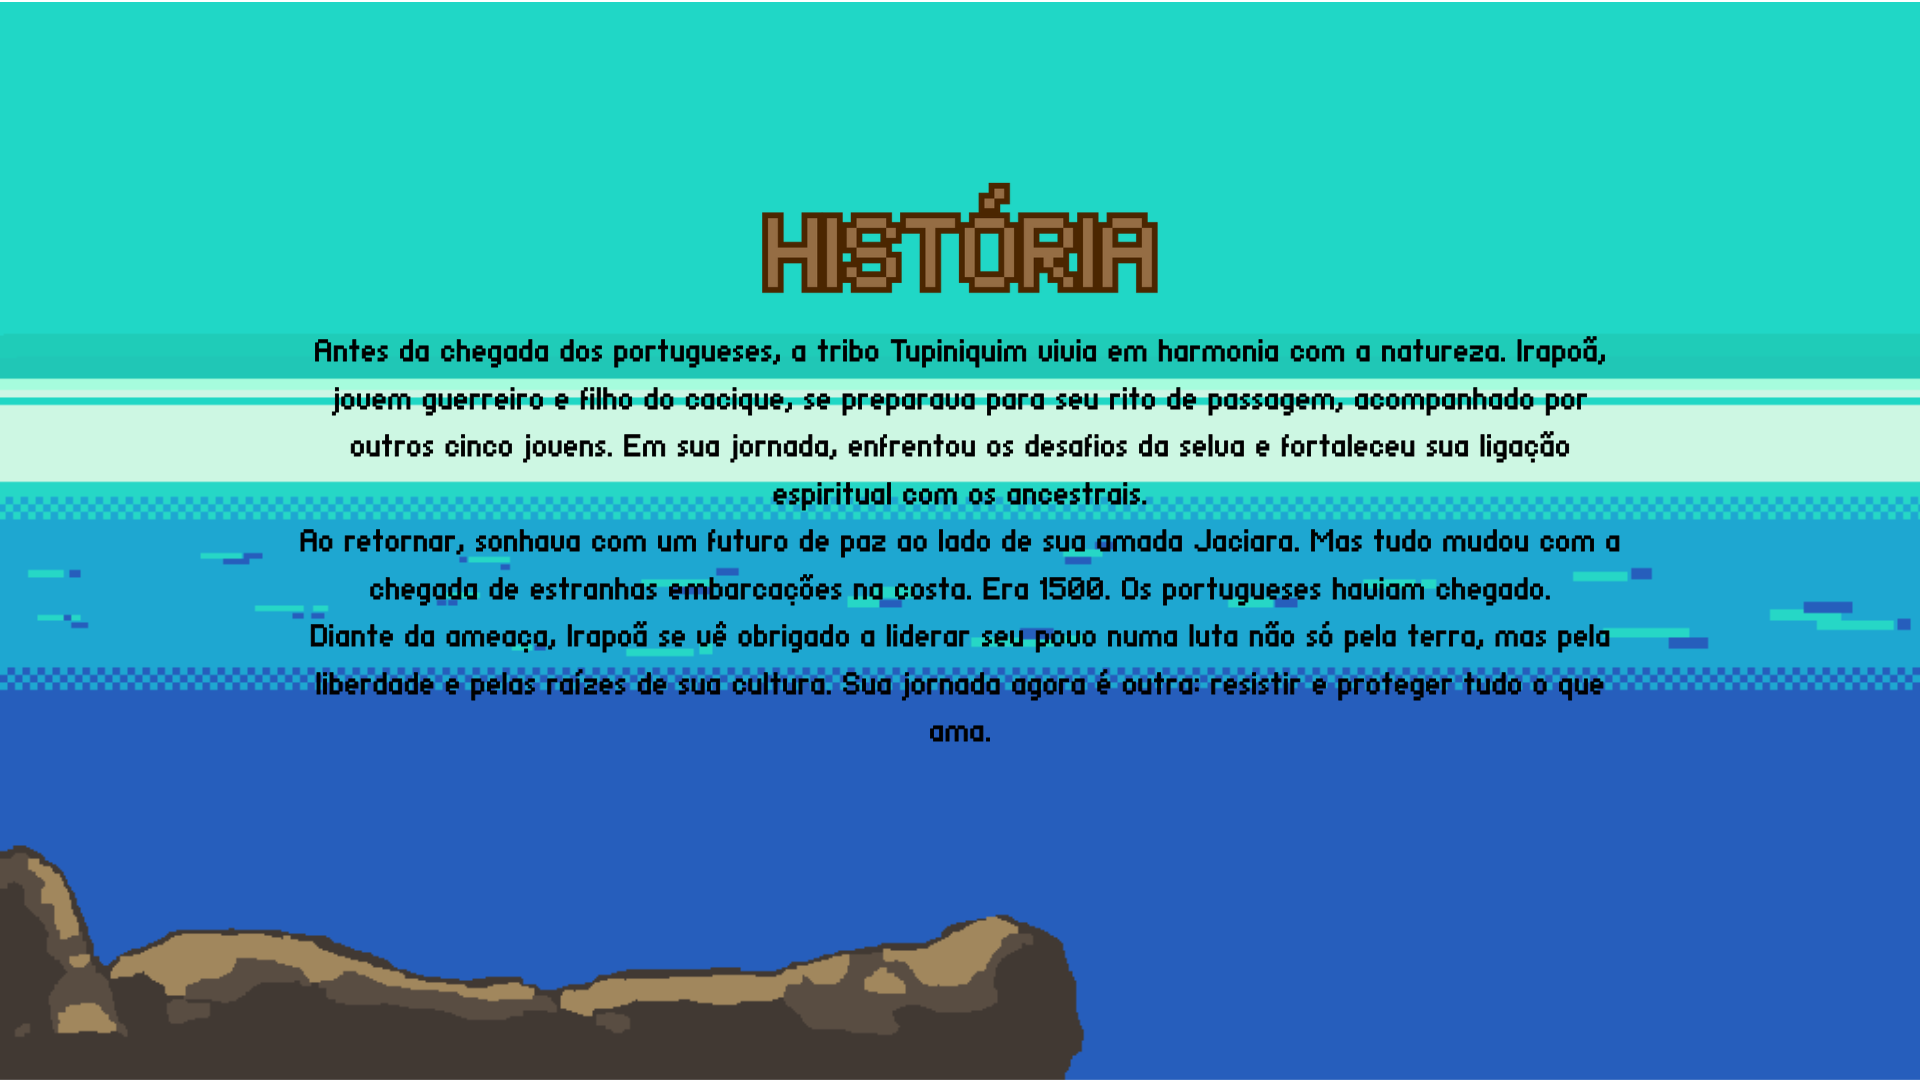 HISTÓRIA
Antes da chegada dos portugueses, a tribo Tupiniquim vivia em harmonia com a natureza. Irapoã,
jovem guerreiro e filho do cacique, se preparava para seu rito de passagem, acompanhado por
outros cinco jovens. Em sua jornada, enfrentou os desafios da selva e fortaleceu sua ligação
espiritual com os ancestrais.
Ao retornar, sonhava com um futuro de paz ao lado de sua amada Jaciara. Mas tudo mudou com a
chegada de estranhas embarcações na costa. Era 1500. Os portugueses haviam chegado.
Diante da ameaça, Irapoã se vê obrigado a liderar seu povo numa luta não só pela terra, mas pela
liberdade e pelas raízes de sua cultura. Sua jornada agora é outra: resistir e proteger tudo o que
ama.